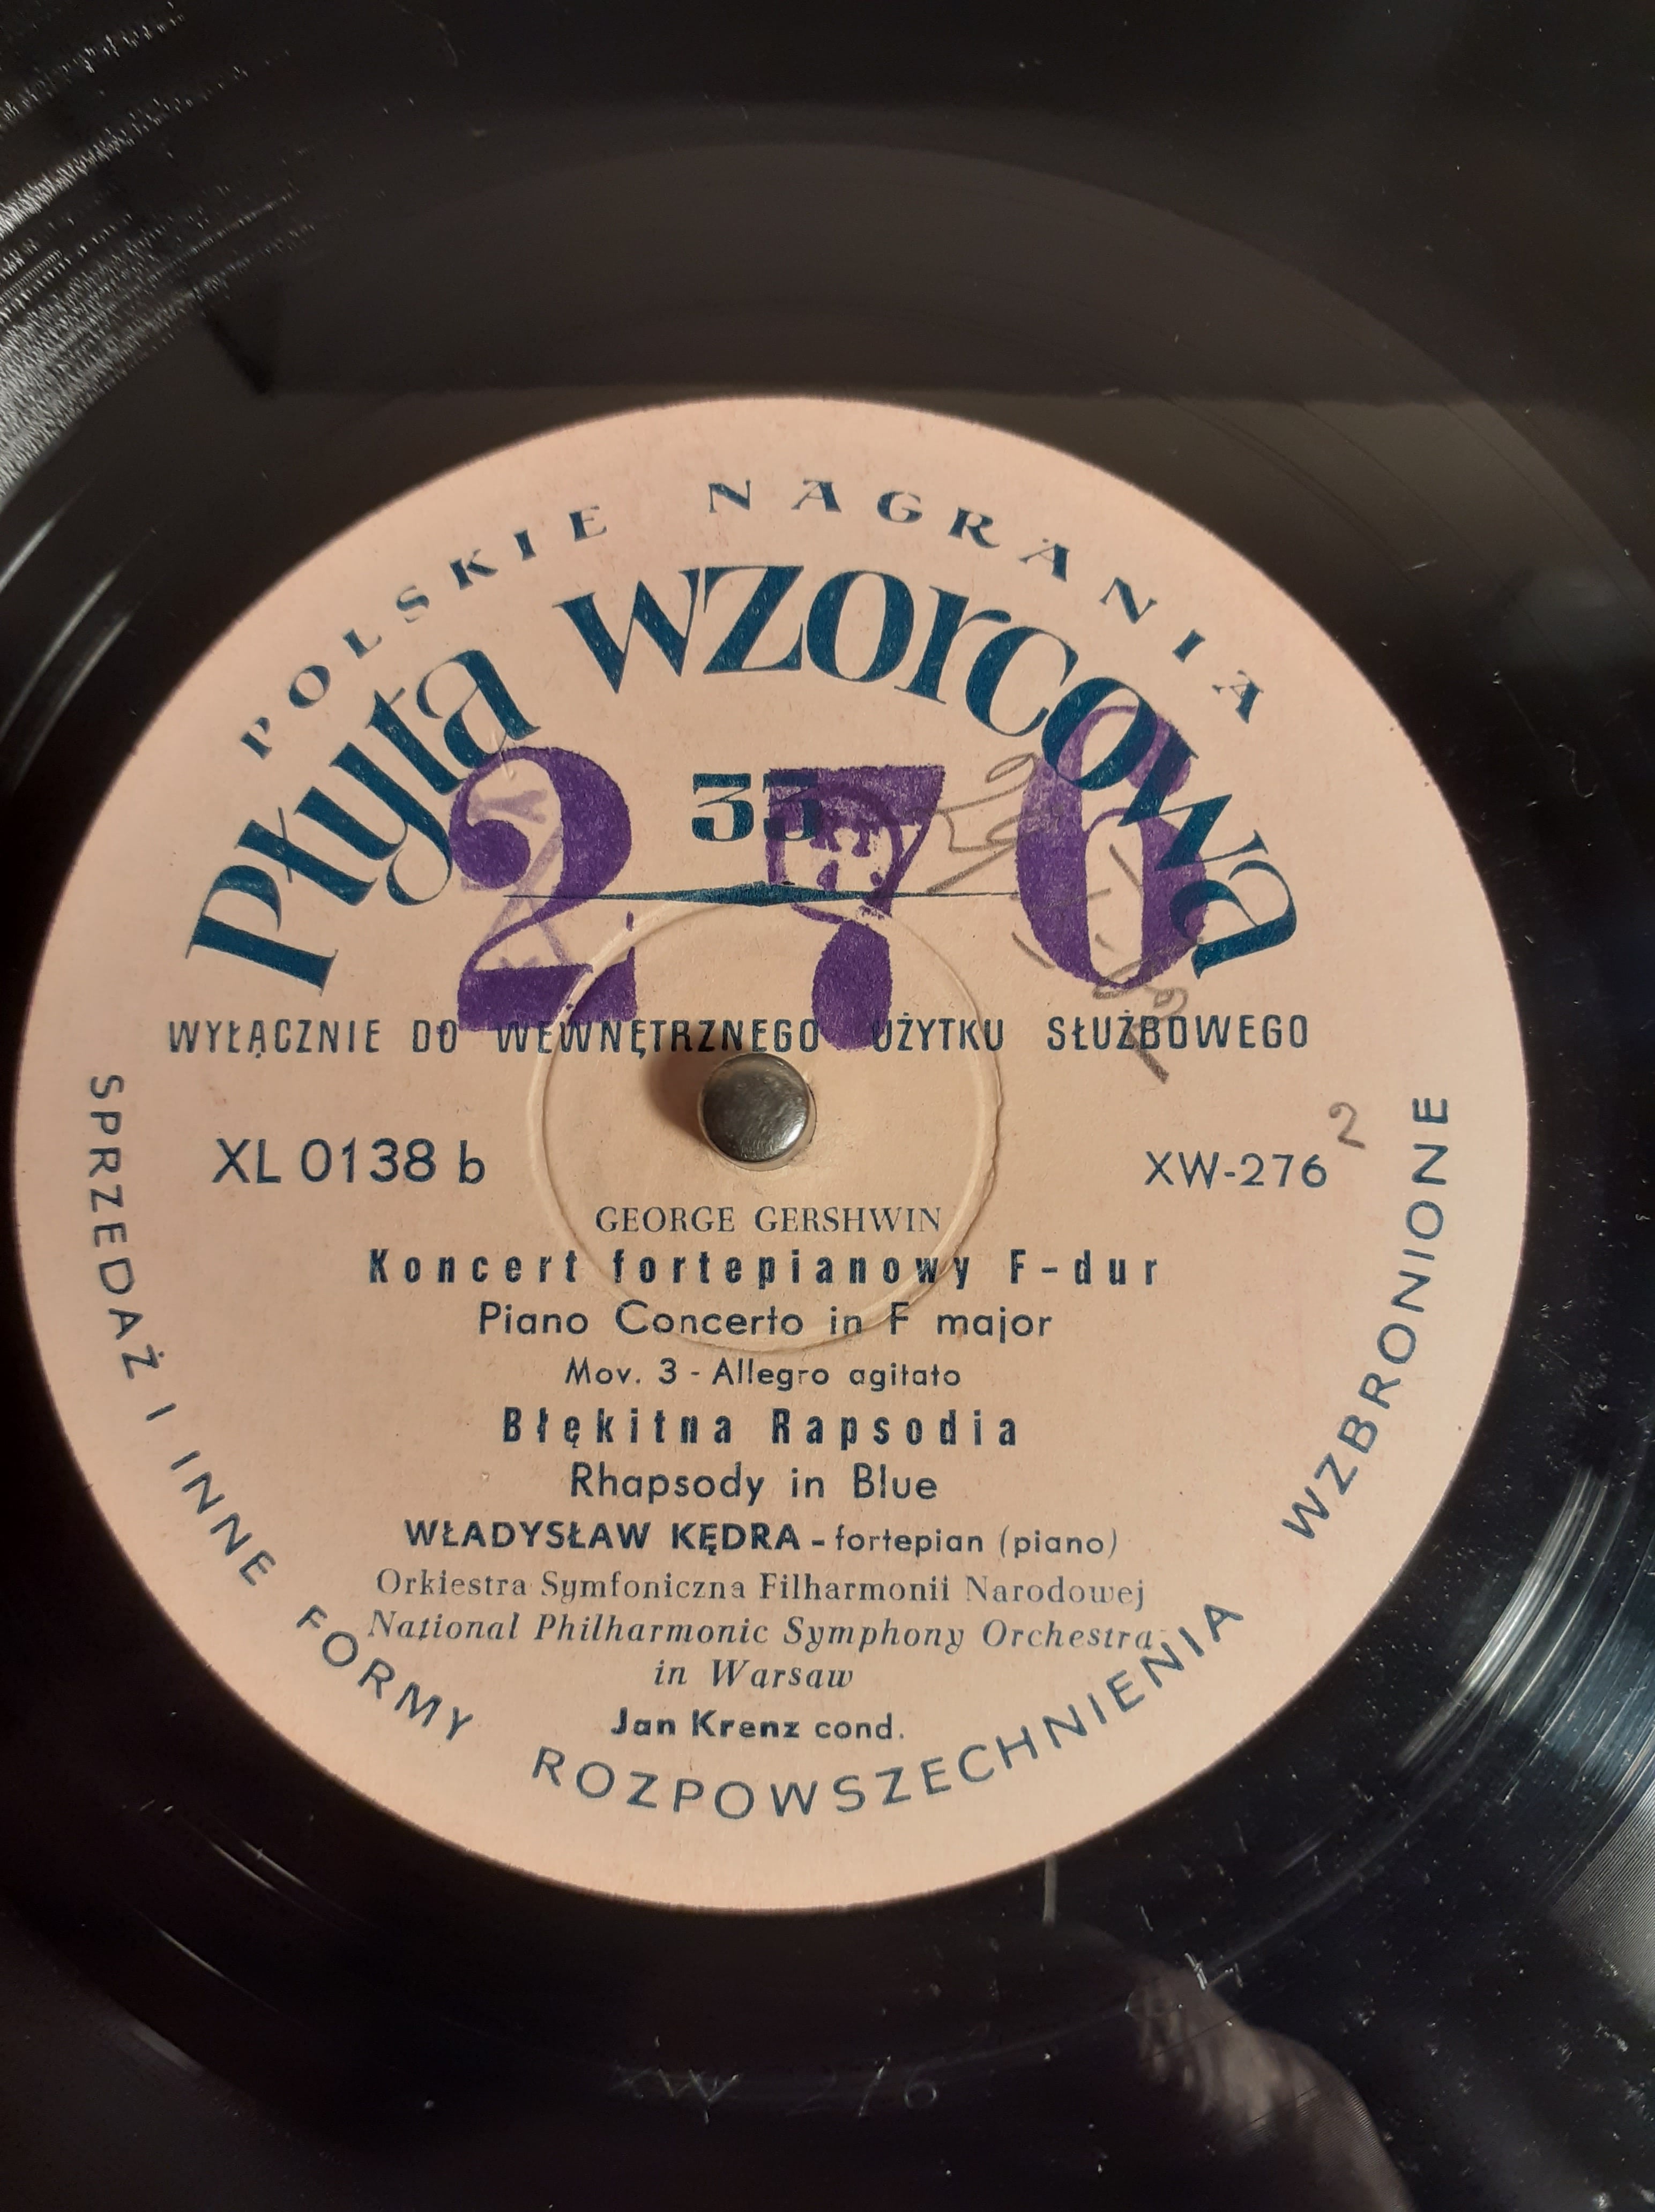 POLSKIE NAGRANIA
Płyta wzorcowa
276
33
WYŁĄCZNIE DO WEWNĘTRZNEGO UŻYTKU SŁUŻBOWEGO
XL 0138 b
XW-276
2
GEORGE GERSHWIN
Koncert fortepianowy F-dur
Piano Concerto in F major
Mov. 3 - Allegro agitato
Błękitna Rapsodia
Rhapsody in Blue
WŁADYSŁAW KĘDRA - fortepian (piano)
Orkiestra Symfoniczna Filharmonii Narodowej
National Philharmonic Symphony Orchestra
in Warsaw
Jan Krenz cond.
SPRZEDAŻ I INNE FORMY ROZPOWSZECHNIENIA WZBRONIONE
XW 276